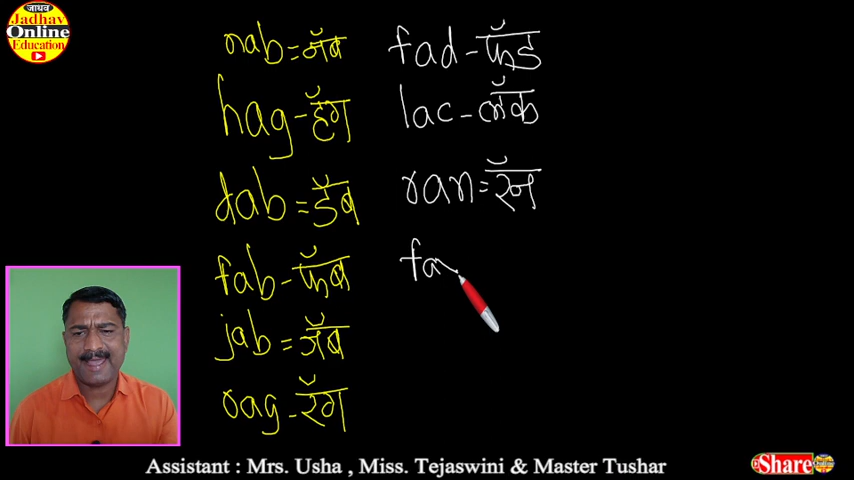 जाधव
Jadhav
Online
Education
nab = नॅब
hag - हॅग
dab = डॅब
fab - फॅब
jab = जॅब
rag - रॅग
fad - फॅड
lac - लॅक
ran = रॅन
fa
Assistant : Mrs. Usha , Miss. Tejaswini & Master Tushar
Share